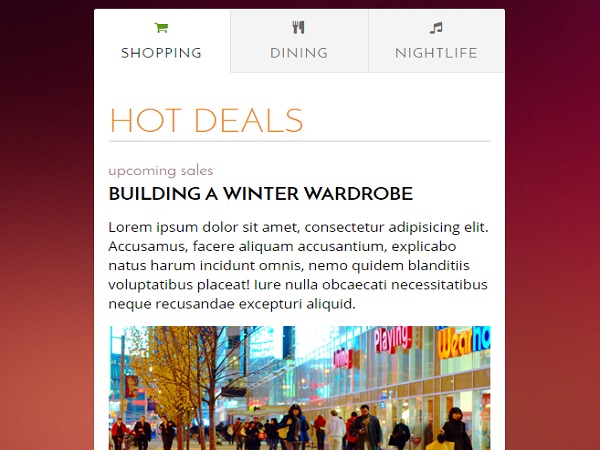 SHOPPING
DINING
NIGHTLIFE
HOT DEALS
upcoming sales
BUILDING A WINTER WARDROBE
Lorem ipsum dolor sit amet, consectetur adipisicing elit.
Accusamus, facere aliquam accusantium, explicabo
natus harum incidunt omnis, nemo quidem blanditiis
voluptatibus placeat! Iure nulla obcaecati necessitatibus
neque recusandae excepturi aliquid.
Playing.